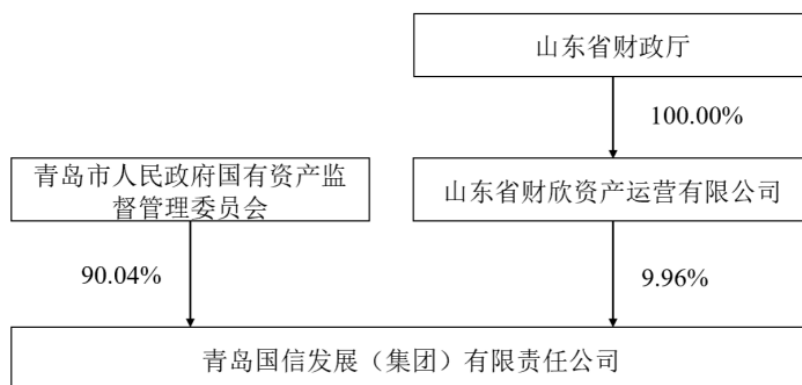 山东省财政厅
100.00%
青岛市人民政府国有资产监
督管理委员会
山东省财欣资产运营有限公司
90.04%
9.96%
青岛国信发展（集团）有限责任公司